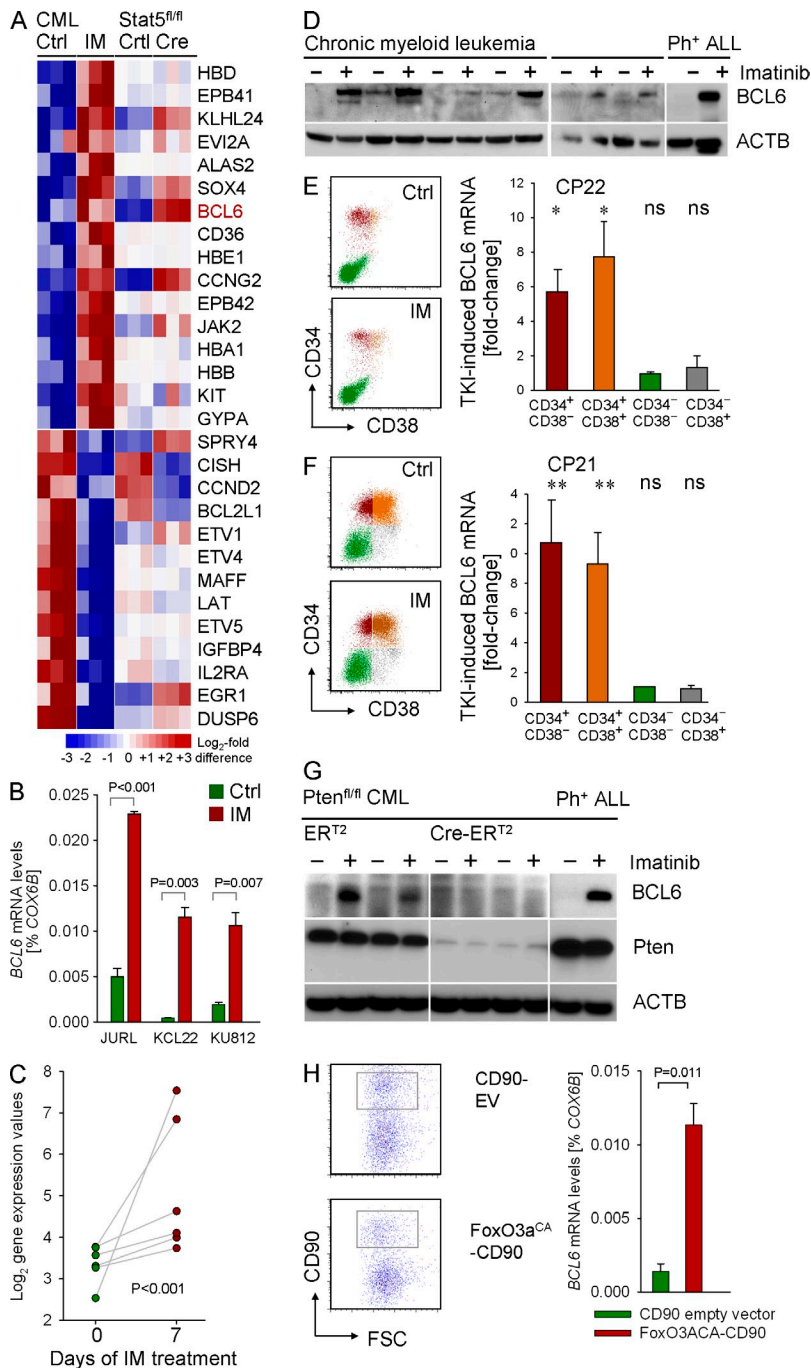 A
CML Stat5fl/fl
Ctrl IM Crtl Cre
HBD
EPB41
KLHL24
EVI2A
ALAS2
SOX4
BCL6
CD36
HBE1
CCNG2
EPB42
JAK2
HBA1
HBB
KIT
GYPA
SPRY4
CISH
CCND2
BCL2L1
ETV1
ETV4
MAFF
LAT
ETV5
IGFBP4
IL2RA
EGR1
DUSP6
-3 -2 -1 0 +1 +2 +3
Log2-fold
difference
B
Ctrl
IM
P<0.001
P=0.003
P=0.007
BCL6 mRNA levels
[% COX6B]
0.025
0.020
0.015
0.010
0.005
0.000
JURL KCL22 KU812
C
Log2 gene expression values
8
7
6
5
4
3
2
P<0.001
0 7
Days of IM treatment
D
Chronic myeloid leukemia Ph+ ALL
– + – + – + – + – + – + – + Imatinib
BCL6
ACTB
E
Ctrl
IM
CD34
CD38
TKI-induced BCL6 mRNA
[fold-change]
CP22
* * ns ns
12
10
8
6
4
2
0
CD34+ CD34+ CD34– CD34–
CD38– CD38+ CD38– CD38+
F
Ctrl
IM
CD34
CD38
TKI-induced BCL6 mRNA
[fold-change]
CP21
** ** ns ns
4
2
0
8
6
4
2
0
CD34+ CD34+ CD34– CD34–
CD38– CD38+ CD38– CD38+
G
Ptenfl/fl CML Ph+ ALL
ERT2 Cre-ERT2
– + – + – + – + – + Imatinib
BCL6
Pten
ACTB
H
CD90-
EV
FoxO3aCA
-CD90
CD90
FSC
BCL6 mRNA levels [% COX6B]
P=0.011
0.015
0.010
0.005
0.000
CD90 empty vector
FoxO3ACA-CD90